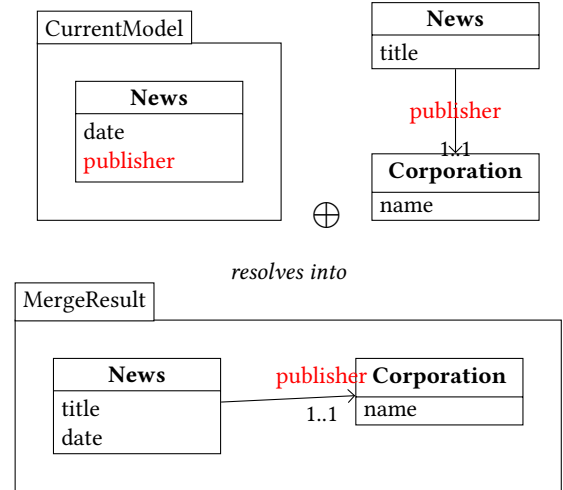 CurrentModel
News
date
publisher
News
title
publisher
1..1
Corporation
name
⊕
resolves into
MergeResult
News
title
date
publisher
1..1
Corporation
name